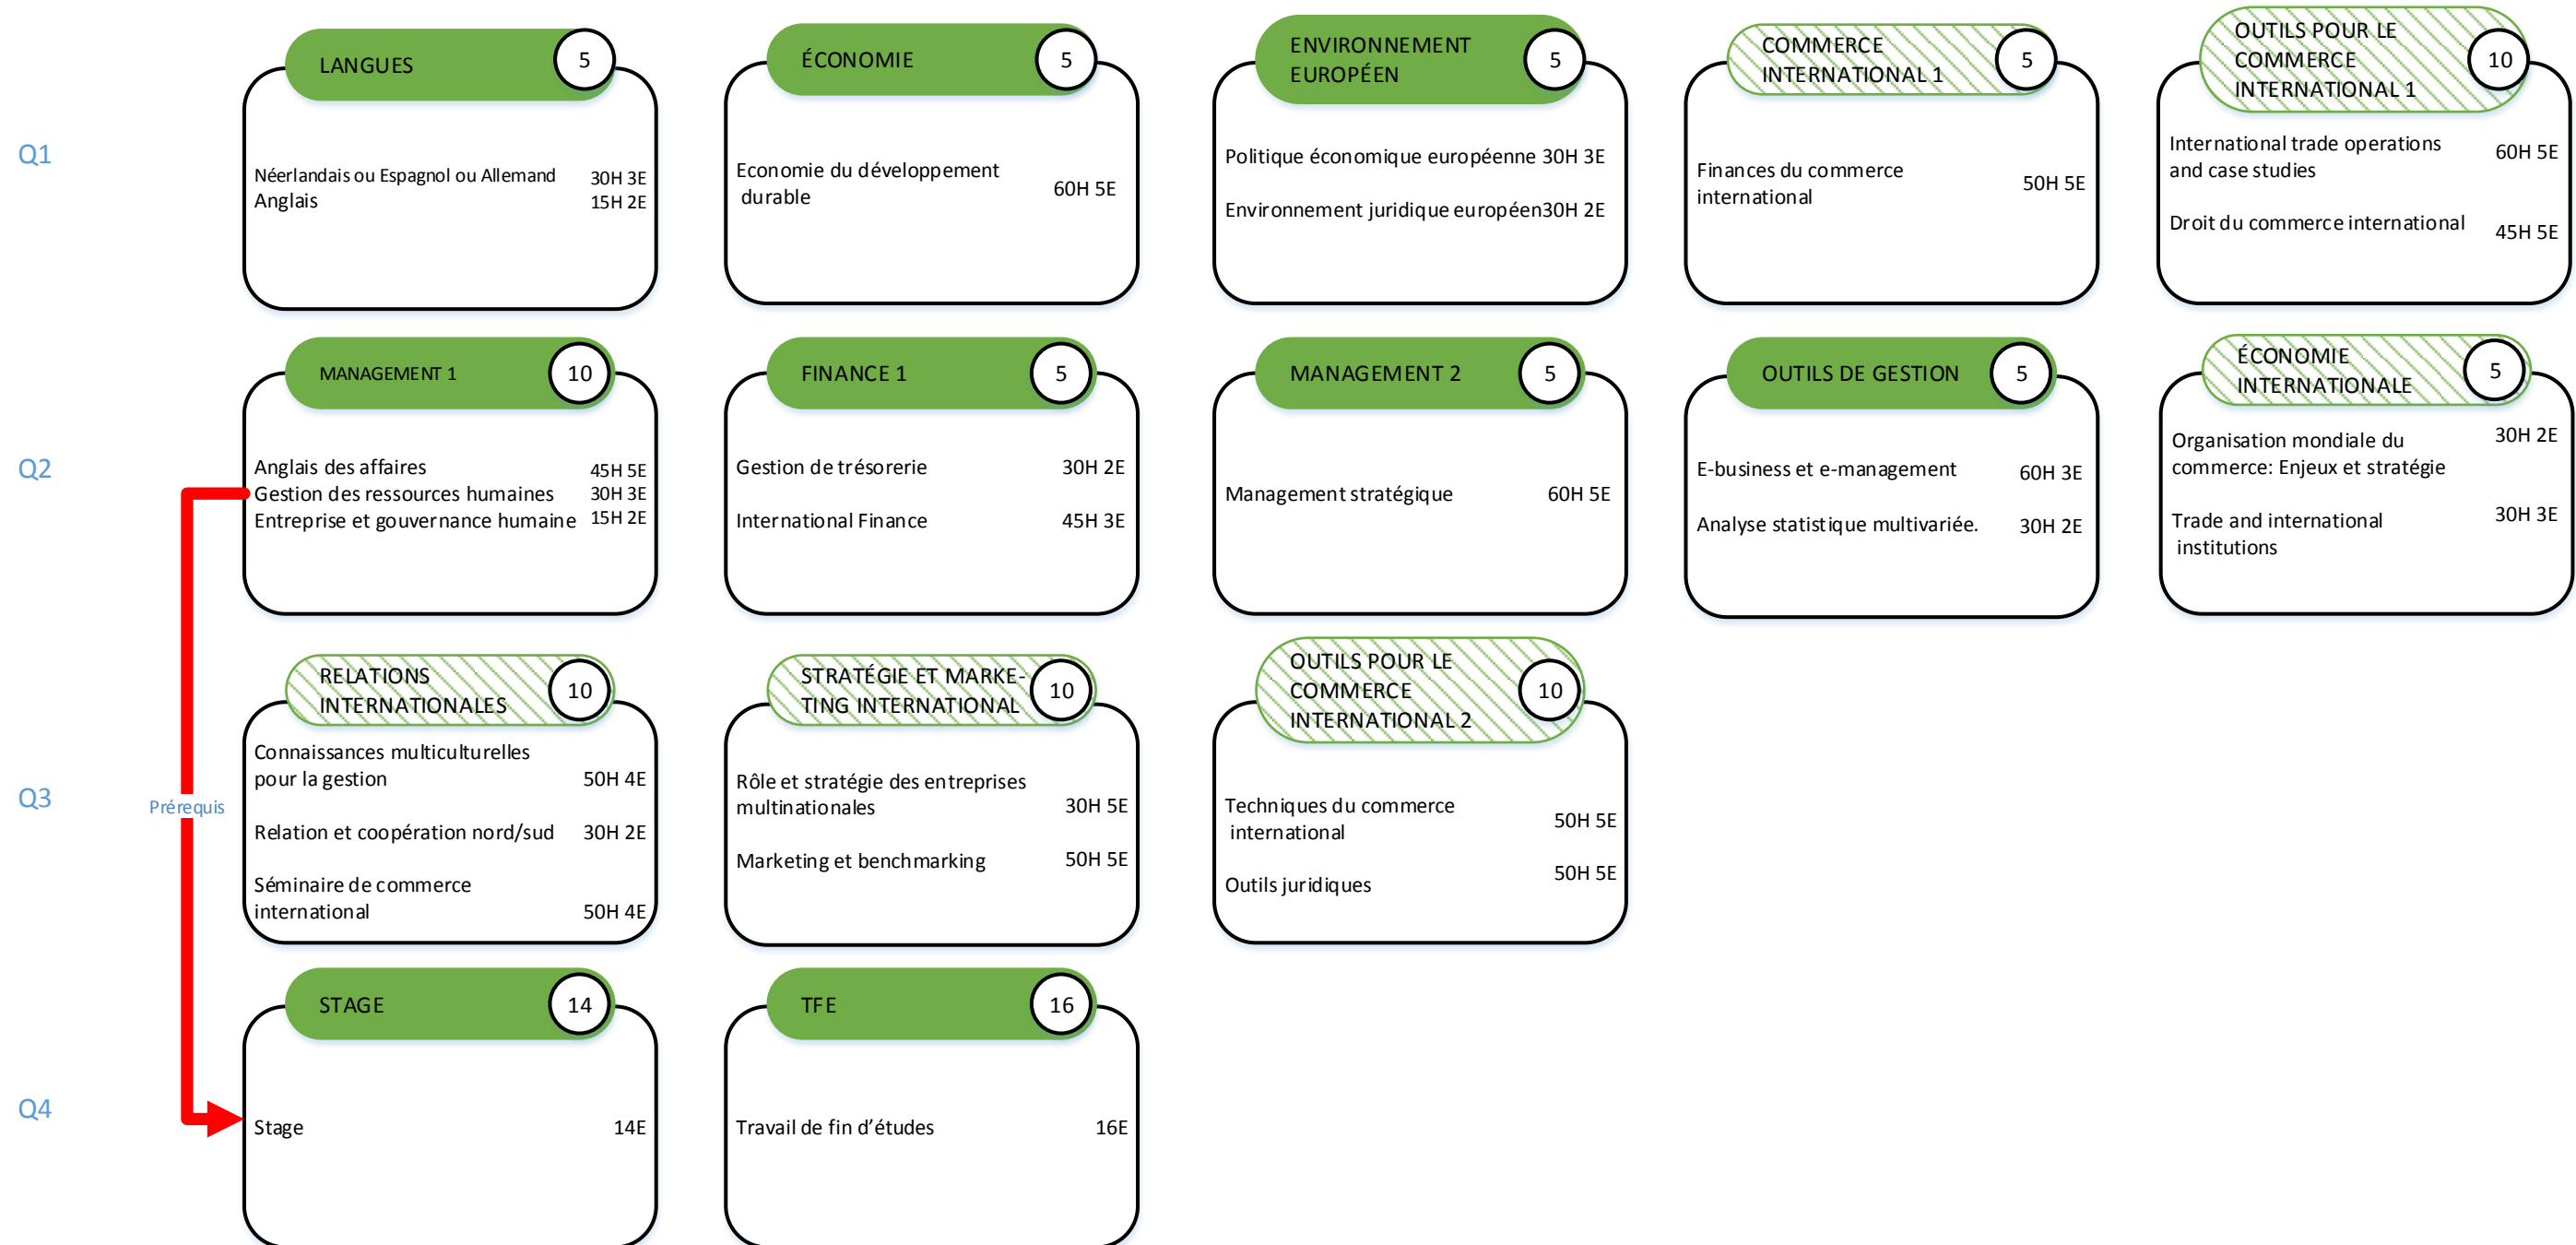 Q1
LANGUES
5
Néerlandais ou Espagnol ou Allemand 30H 3E
Anglais 15H 2E
ÉCONOMIE
5
Economie du développement
durable 60H 5E
ENVIRONNEMENT
EUROPÉEN
5
Politique économique européenne 30H 3E
Environnement juridique européen 30H 2E
COMMERCE
INTERNATIONAL 1
5
Finances du commerce
international 50H 5E
OUTILS POUR LE
COMMERCE
INTERNATIONAL 1
10
International trade operations
and case studies 60H 5E
Droit du commerce international 45H 5E
Q2
MANAGEMENT 1
10
Anglais des affaires 45H 5E
Gestion des ressources humaines 30H 3E
Entreprise et gouvernance humaine 15H 2E
FINANCE 1
5
Gestion de trésorerie 30H 2E
International Finance 45H 3E
MANAGEMENT 2
5
Management stratégique 60H 5E
OUTILS DE GESTION
5
E-business et e-management 60H 3E
Analyse statistique multivariée. 30H 2E
ÉCONOMIE
INTERNATIONALE
5
Organisation mondiale du 30H 2E
commerce: Enjeux et stratégie
Trade and international 30H 3E
institutions
Q3
Prérequis
RELATIONS
INTERNATIONALES
10
Connaissances multiculturelles
pour la gestion 50H 4E
Relation et coopération nord/sud 30H 2E
Séminaire de commerce
international 50H 4E
STRATÉGIE ET MARKE-
TING INTERNATIONAL
10
Rôle et stratégie des entreprises
multinationales 30H 5E
Marketing et benchmarking 50H 5E
OUTILS POUR LE
COMMERCE
INTERNATIONAL 2
10
Techniques du commerce
international 50H 5E
Outils juridiques 50H 5E
Q4
STAGE
14
Stage 14E
TFE
16
Travail de fin d’études 16E